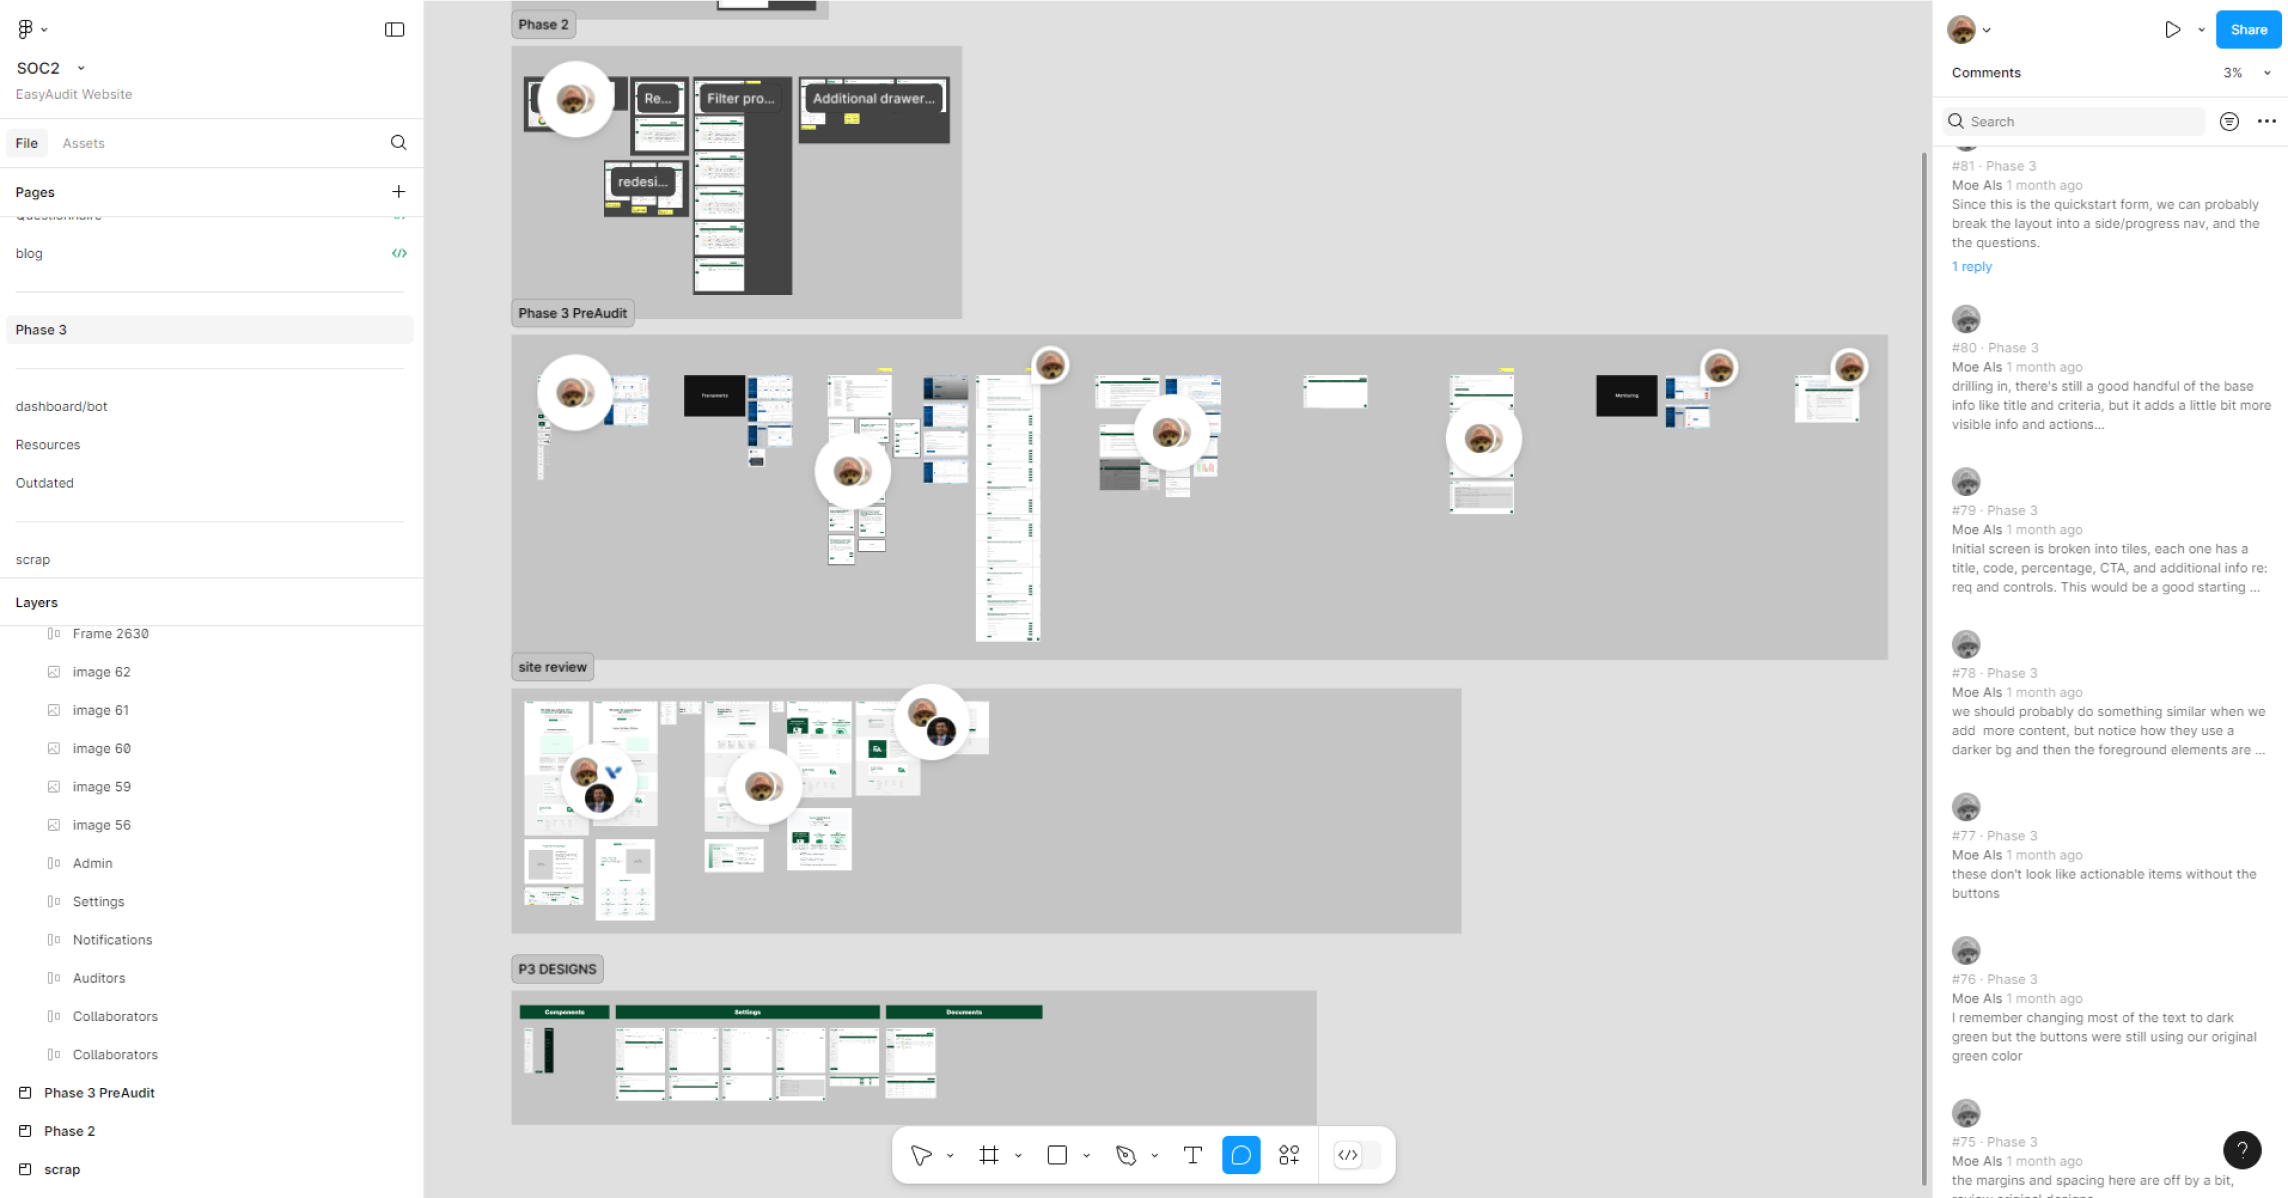 SOC2
EasyAudit Website
File
Assets
Pages
Questionnaire
blog
Phase 3
dashboard/bot
Resources
Outdated
scrap
Layers
Frame 2630
image 62
image 61
image 60
image 59
image 56
Admin
Settings
Notifications
Auditors
Collaborators
Collaborators
Phase 3 PreAudit
Phase 2
scrap
Phase 2
Re...
Filter pro...
Additional drawer...
redesi...
Phase 3 PreAudit
Frameworks
Monitoring
site review
P3 DESIGNS
Components
Settings
Documents
Share
Comments
3%
Search
#81 · Phase 3
Moe Als 1 month ago
Since this is the quickstart form, we can probably
break the layout into a side/progress nav, and the
the questions.
1 reply
#80 · Phase 3
Moe Als 1 month ago
drilling in, there's still a good handful of the base
info like title and criteria, but it adds a little bit more
visible info and actions...
#79 · Phase 3
Moe Als 1 month ago
Initial screen is broken into tiles, each one has a
title, code, percentage, CTA, and additional info re:
req and controls. This would be a good starting ...
#78 · Phase 3
Moe Als 1 month ago
we should probably do something similar when we
add  more content, but notice how they use a
darker bg and then the foreground elements are ...
#77 · Phase 3
Moe Als 1 month ago
these don't look like actionable items without the
buttons
#76 · Phase 3
Moe Als 1 month ago
I remember changing most of the text to dark
green but the buttons were still using our original
green color
#75 · Phase 3
Moe Als 1 month ago
the margins and spacing here are off by a bit,
review original designs